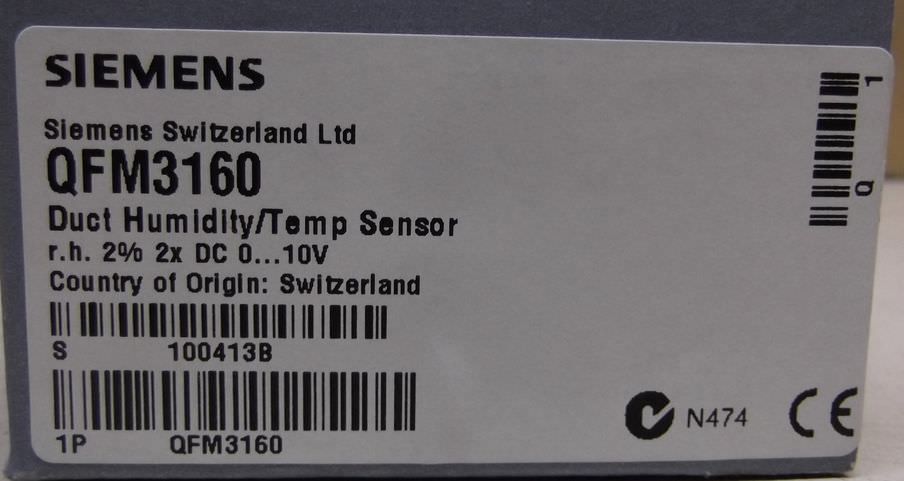 SIEMENS
Siemens Switzerland Ltd
QFM3160
Duct Humidity/Temp Sensor
r.h. 2% 2x DC 0...10V
Country of Origin: Switzerland
S 100413B
1P QFM3160
Q 1
N474
CE